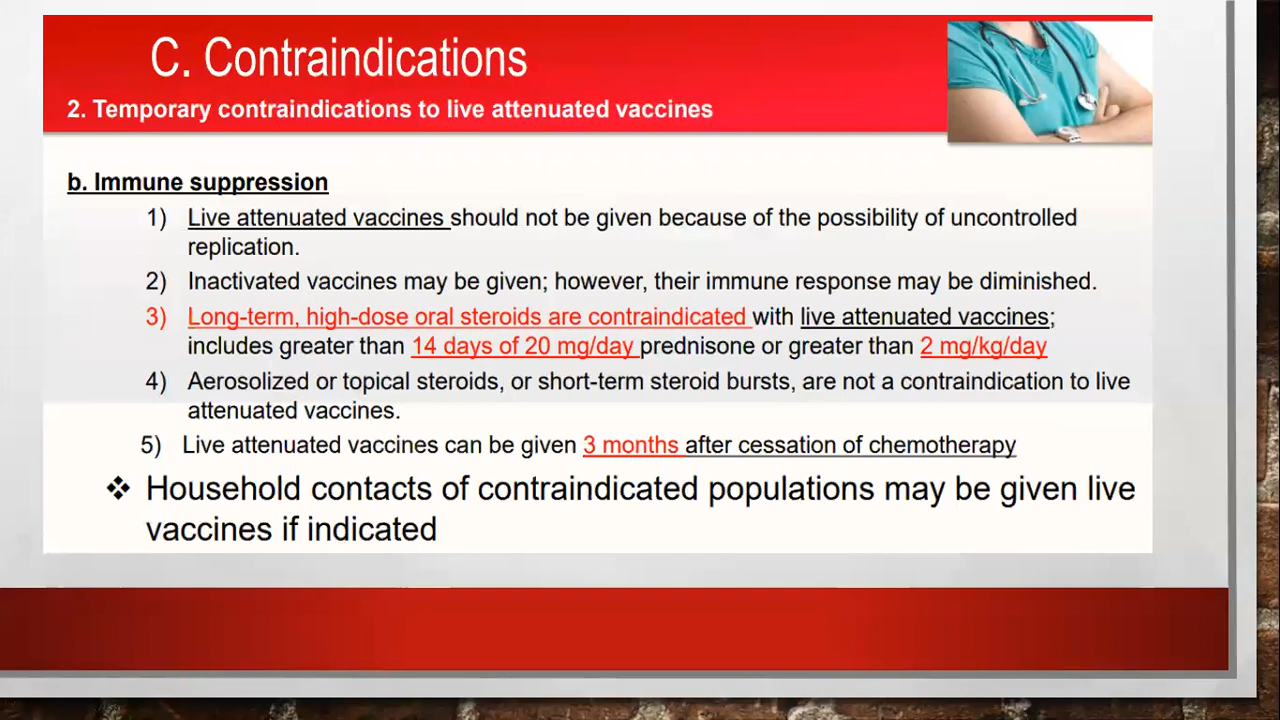 C. Contraindications
2. Temporary contraindications to live attenuated vaccines
b. Immune suppression
1) Live attenuated vaccines should not be given because of the possibility of uncontrolled
replication.
2) Inactivated vaccines may be given; however, their immune response may be diminished.
3) Long-term, high-dose oral steroids are contraindicated with live attenuated vaccines;
includes greater than 14 days of 20 mg/day prednisone or greater than 2 mg/kg/day
4) Aerosolized or topical steroids, or short-term steroid bursts, are not a contraindication to live
attenuated vaccines.
5) Live attenuated vaccines can be given 3 months after cessation of chemotherapy
❖ Household contacts of contraindicated populations may be given live
vaccines if indicated